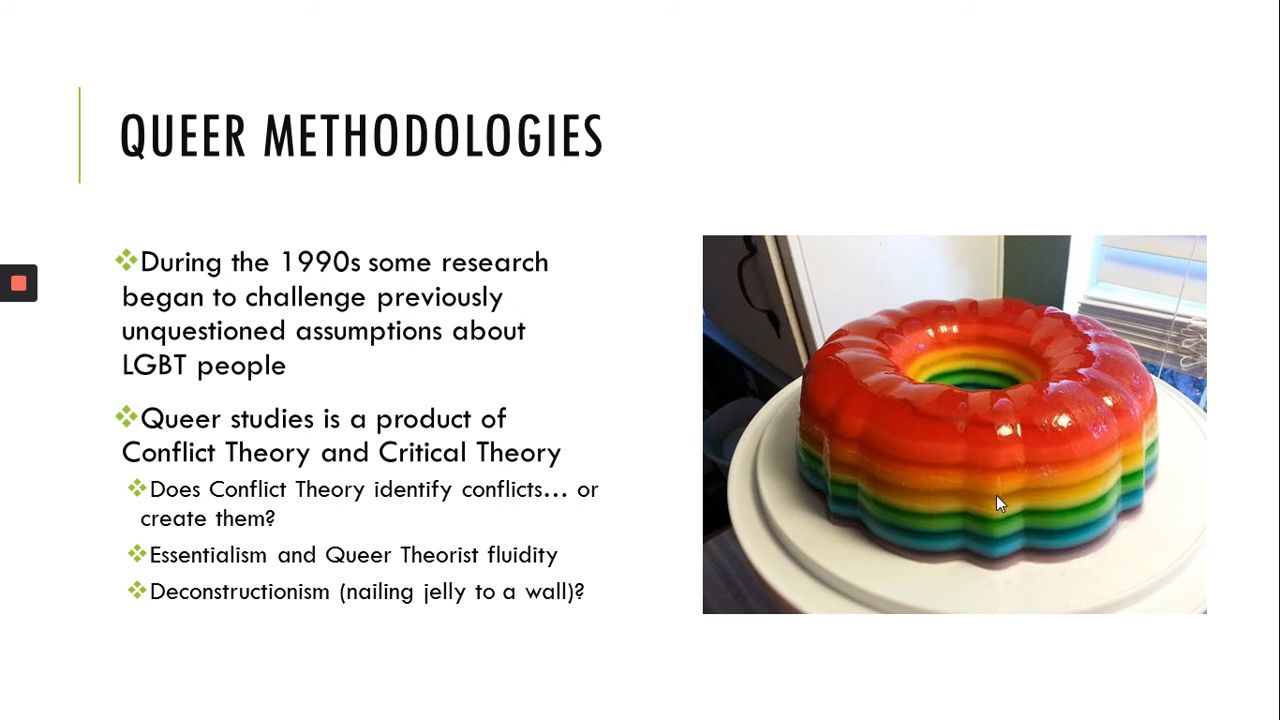 QUEER METHODOLOGIES
During the 1990s some research
began to challenge previously
unquestioned assumptions about
LGBT people
Queer studies is a product of
Conflict Theory and Critical Theory
Does Conflict Theory identify conflicts… or
create them?
Essentialism and Queer Theorist fluidity
Deconstructionism (nailing jelly to a wall)?